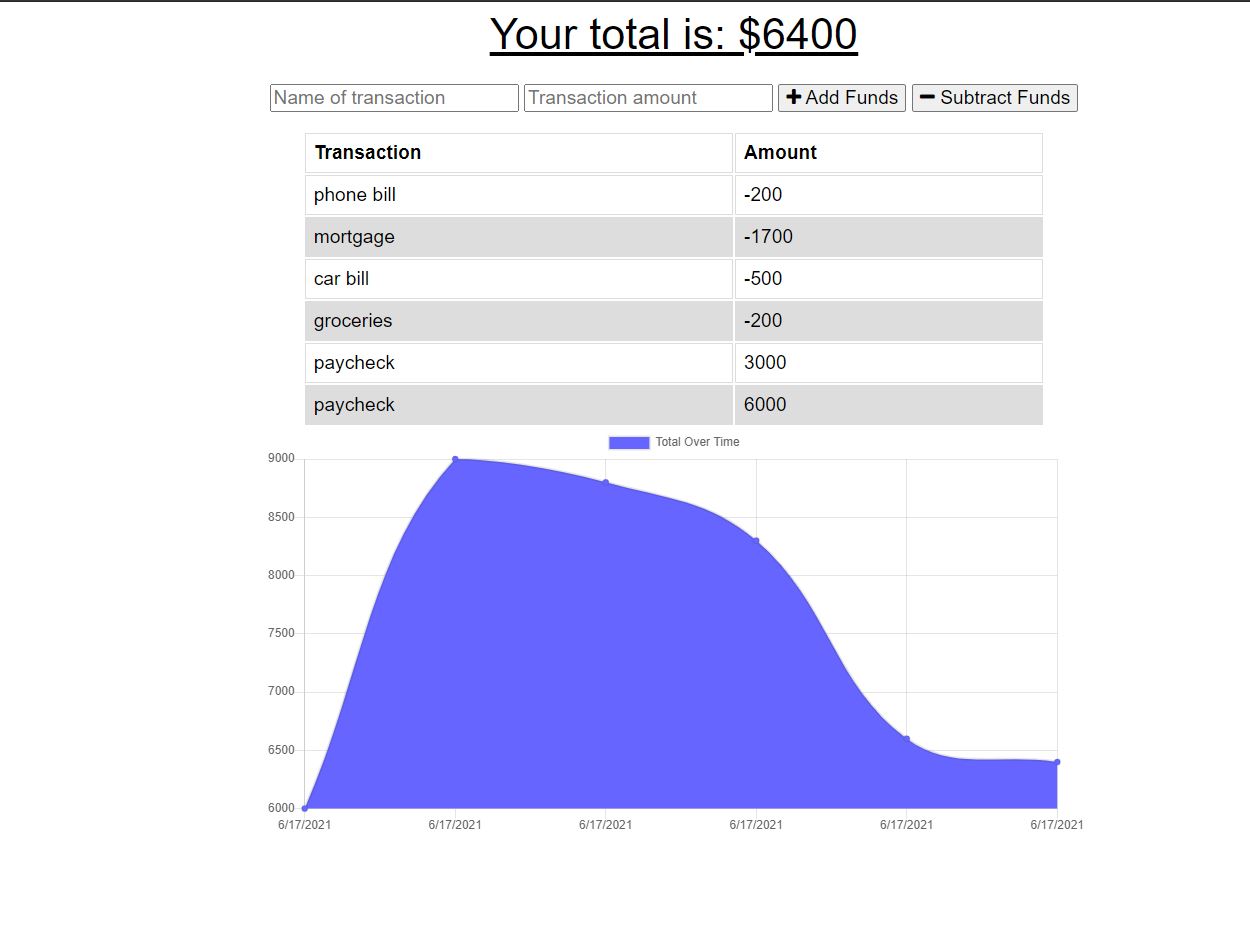 Your total is: $6400
Name of transaction Transaction amount Add Funds Subtract Funds
Transaction Amount
phone bill -200
mortgage -1700
car bill -500
groceries -200
paycheck 3000
paycheck 6000
Total Over Time
9000
8500
8000
7500
7000
6500
6000
6/17/2021 6/17/2021 6/17/2021 6/17/2021 6/17/2021 6/17/2021